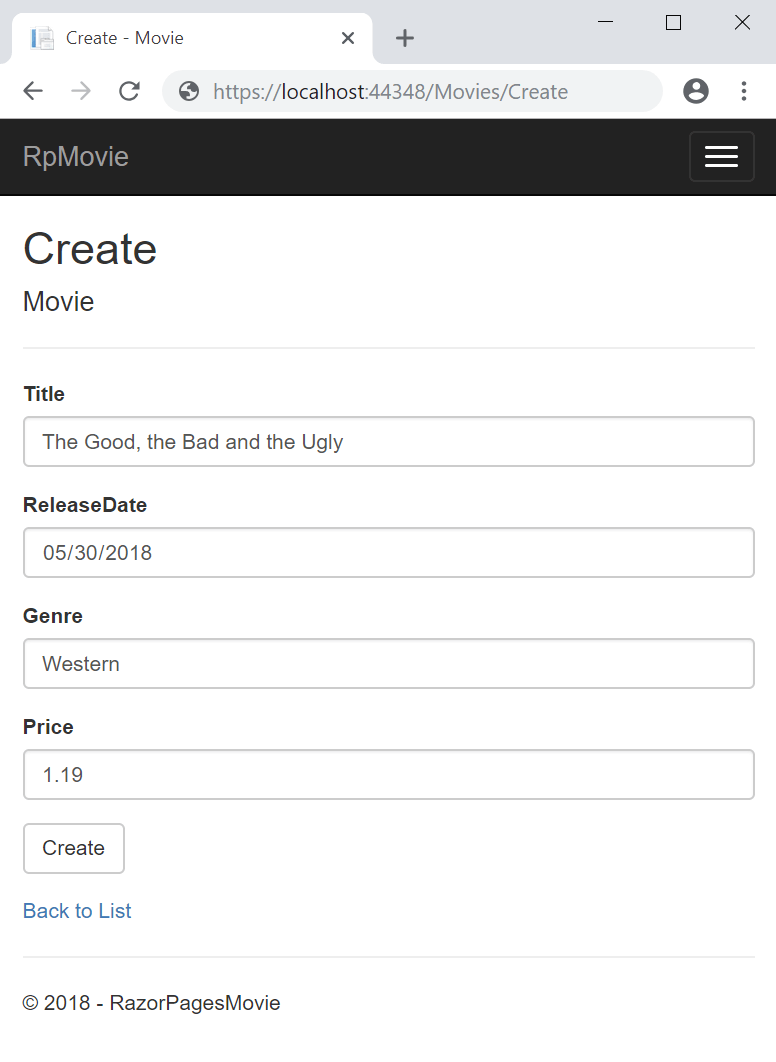 Create - Movie
https://localhost:44348/Movies/Create
RpMovie
Create
Movie
Title
The Good, the Bad and the Ugly
ReleaseDate
05/30/2018
Genre
Western
Price
1.19
Create
Back to List
© 2018 - RazorPagesMovie